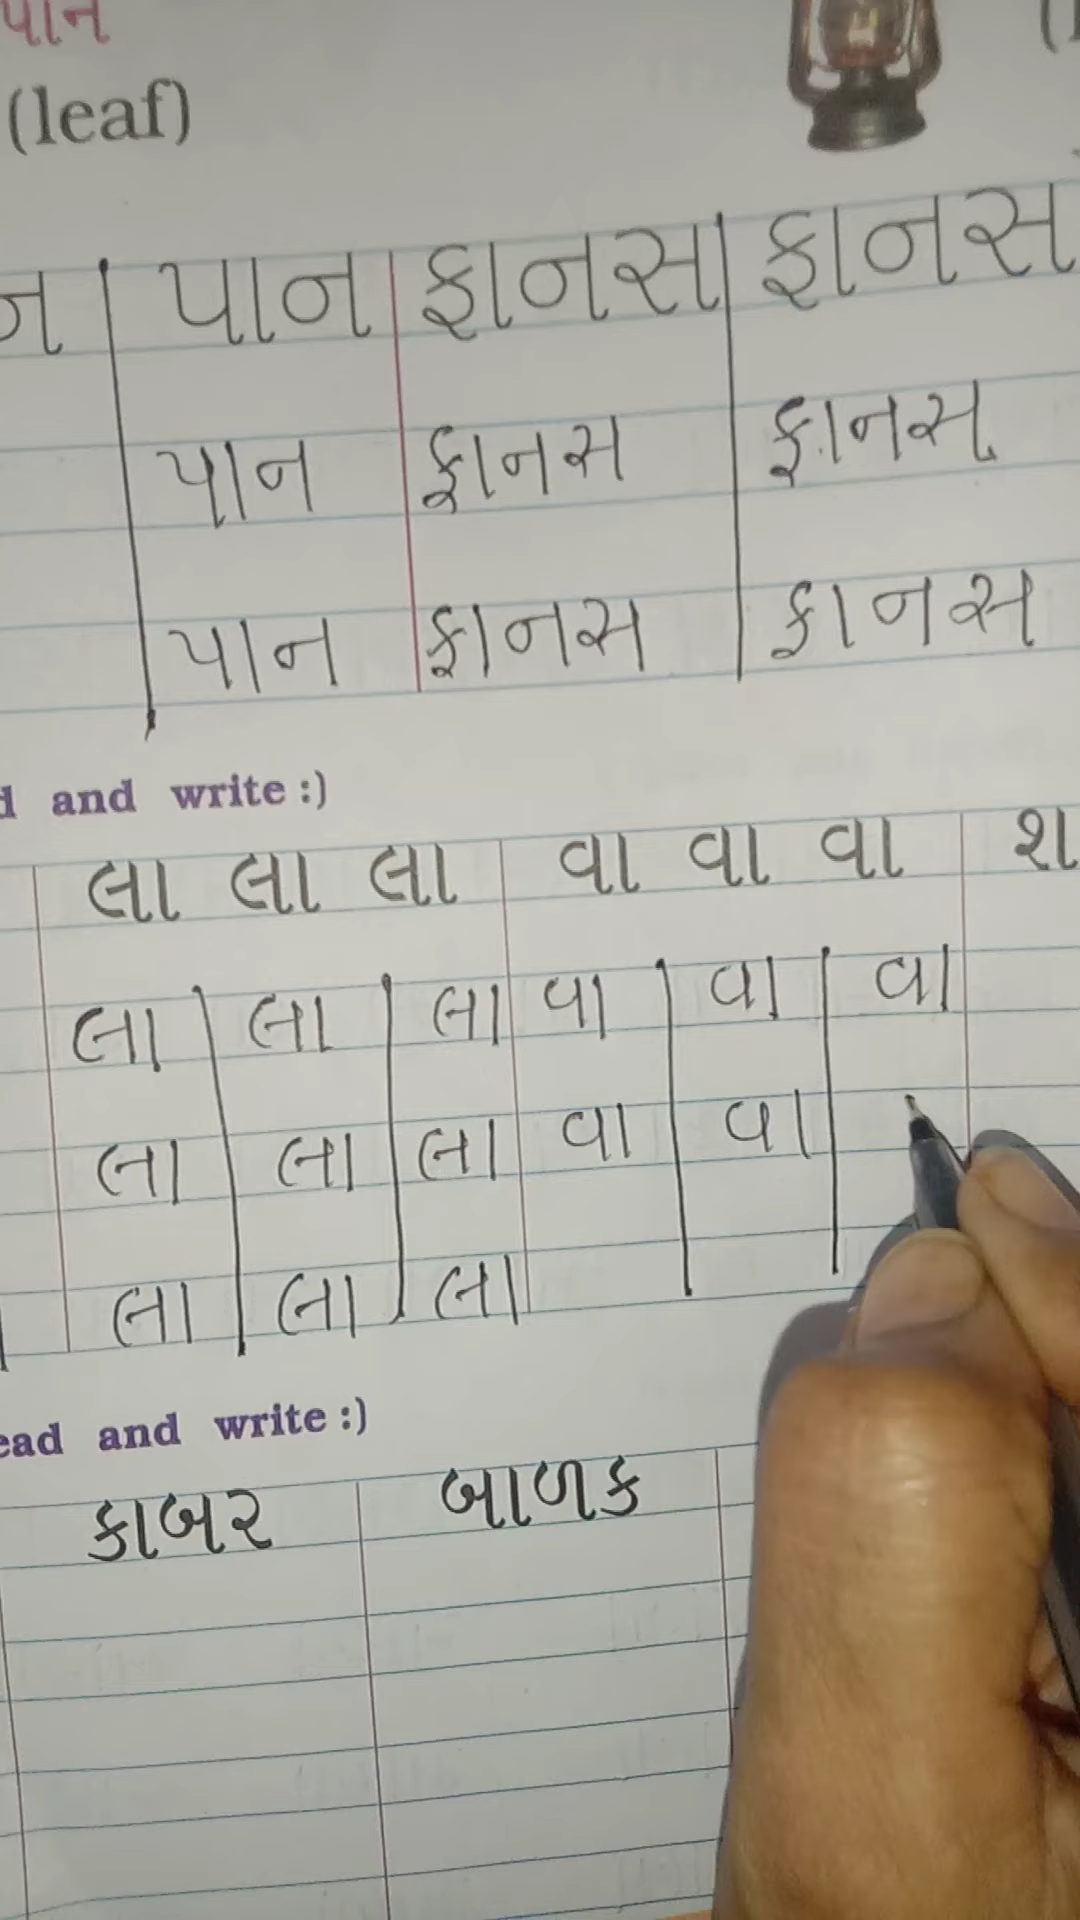 પાન
(leaf)
ન પાન ફાનસ ફાનસ
પાન ફાનસ ફાનસ
પાન ફાનસ ફાનસ
and write :)
લા લા લા વા વા વા શ
લા લા લા વા વા વા
લા લા લા વા વા
લા લા લા
ead and write :)
કાબર બાળક